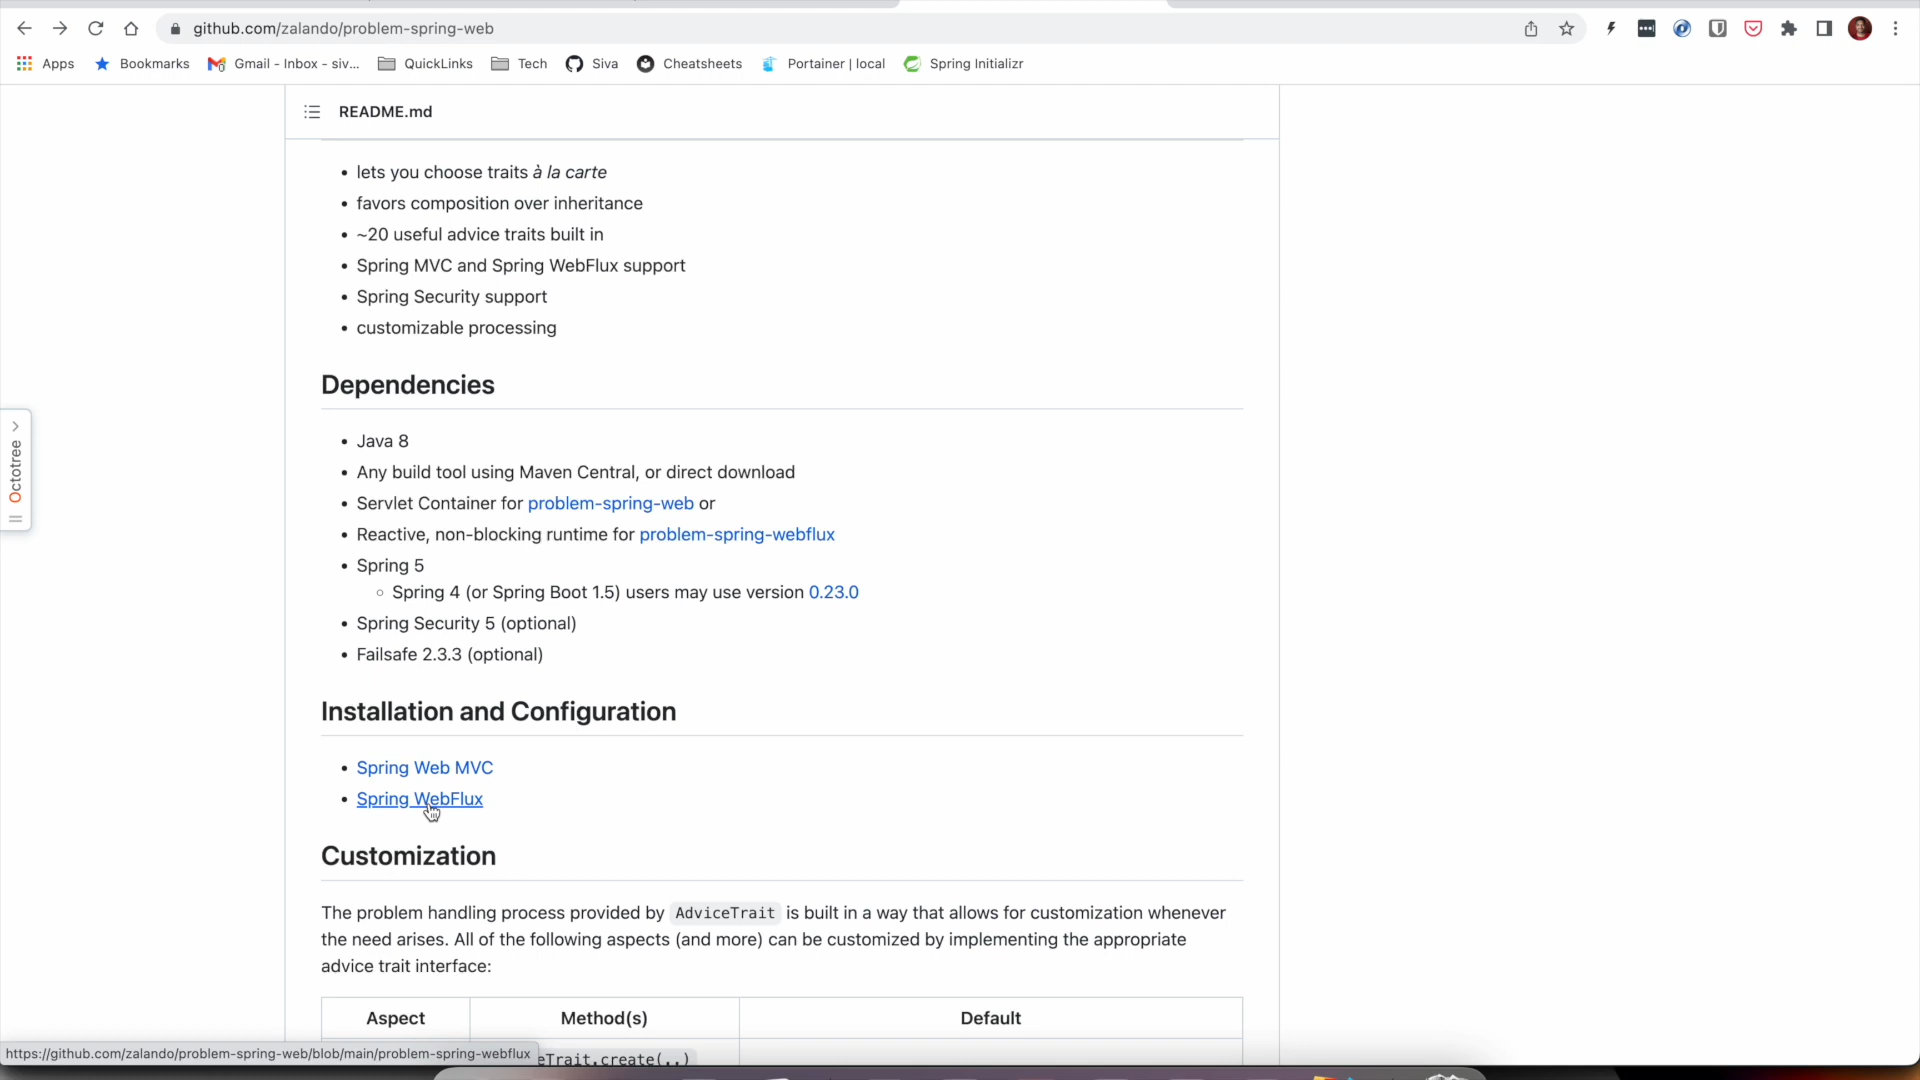 github.com/zalando/problem-spring-web
Apps
Bookmarks
Gmail - Inbox - siv...
QuickLinks
Tech
Siva
Cheatsheets
Portainer | local
Spring Initializr
README.md
• lets you choose traits à la carte
• favors composition over inheritance
• ~20 useful advice traits built in
• Spring MVC and Spring WebFlux support
• Spring Security support
• customizable processing
Dependencies
• Java 8
• Any build tool using Maven Central, or direct download
• Servlet Container for problem-spring-web or
• Reactive, non-blocking runtime for problem-spring-webflux
• Spring 5
◦ Spring 4 (or Spring Boot 1.5) users may use version 0.23.0
• Spring Security 5 (optional)
• Failsafe 2.3.3 (optional)
Octotree
Installation and Configuration
• Spring Web MVC
• Spring WebFlux
Customization
The problem handling process provided by AdviceTrait is built in a way that allows for customization whenever
the need arises. All of the following aspects (and more) can be customized by implementing the appropriate
advice trait interface:
Aspect
Method(s)
Default
eTrait.create(..)
https://github.com/zalando/problem-spring-web/blob/main/problem-spring-webflux